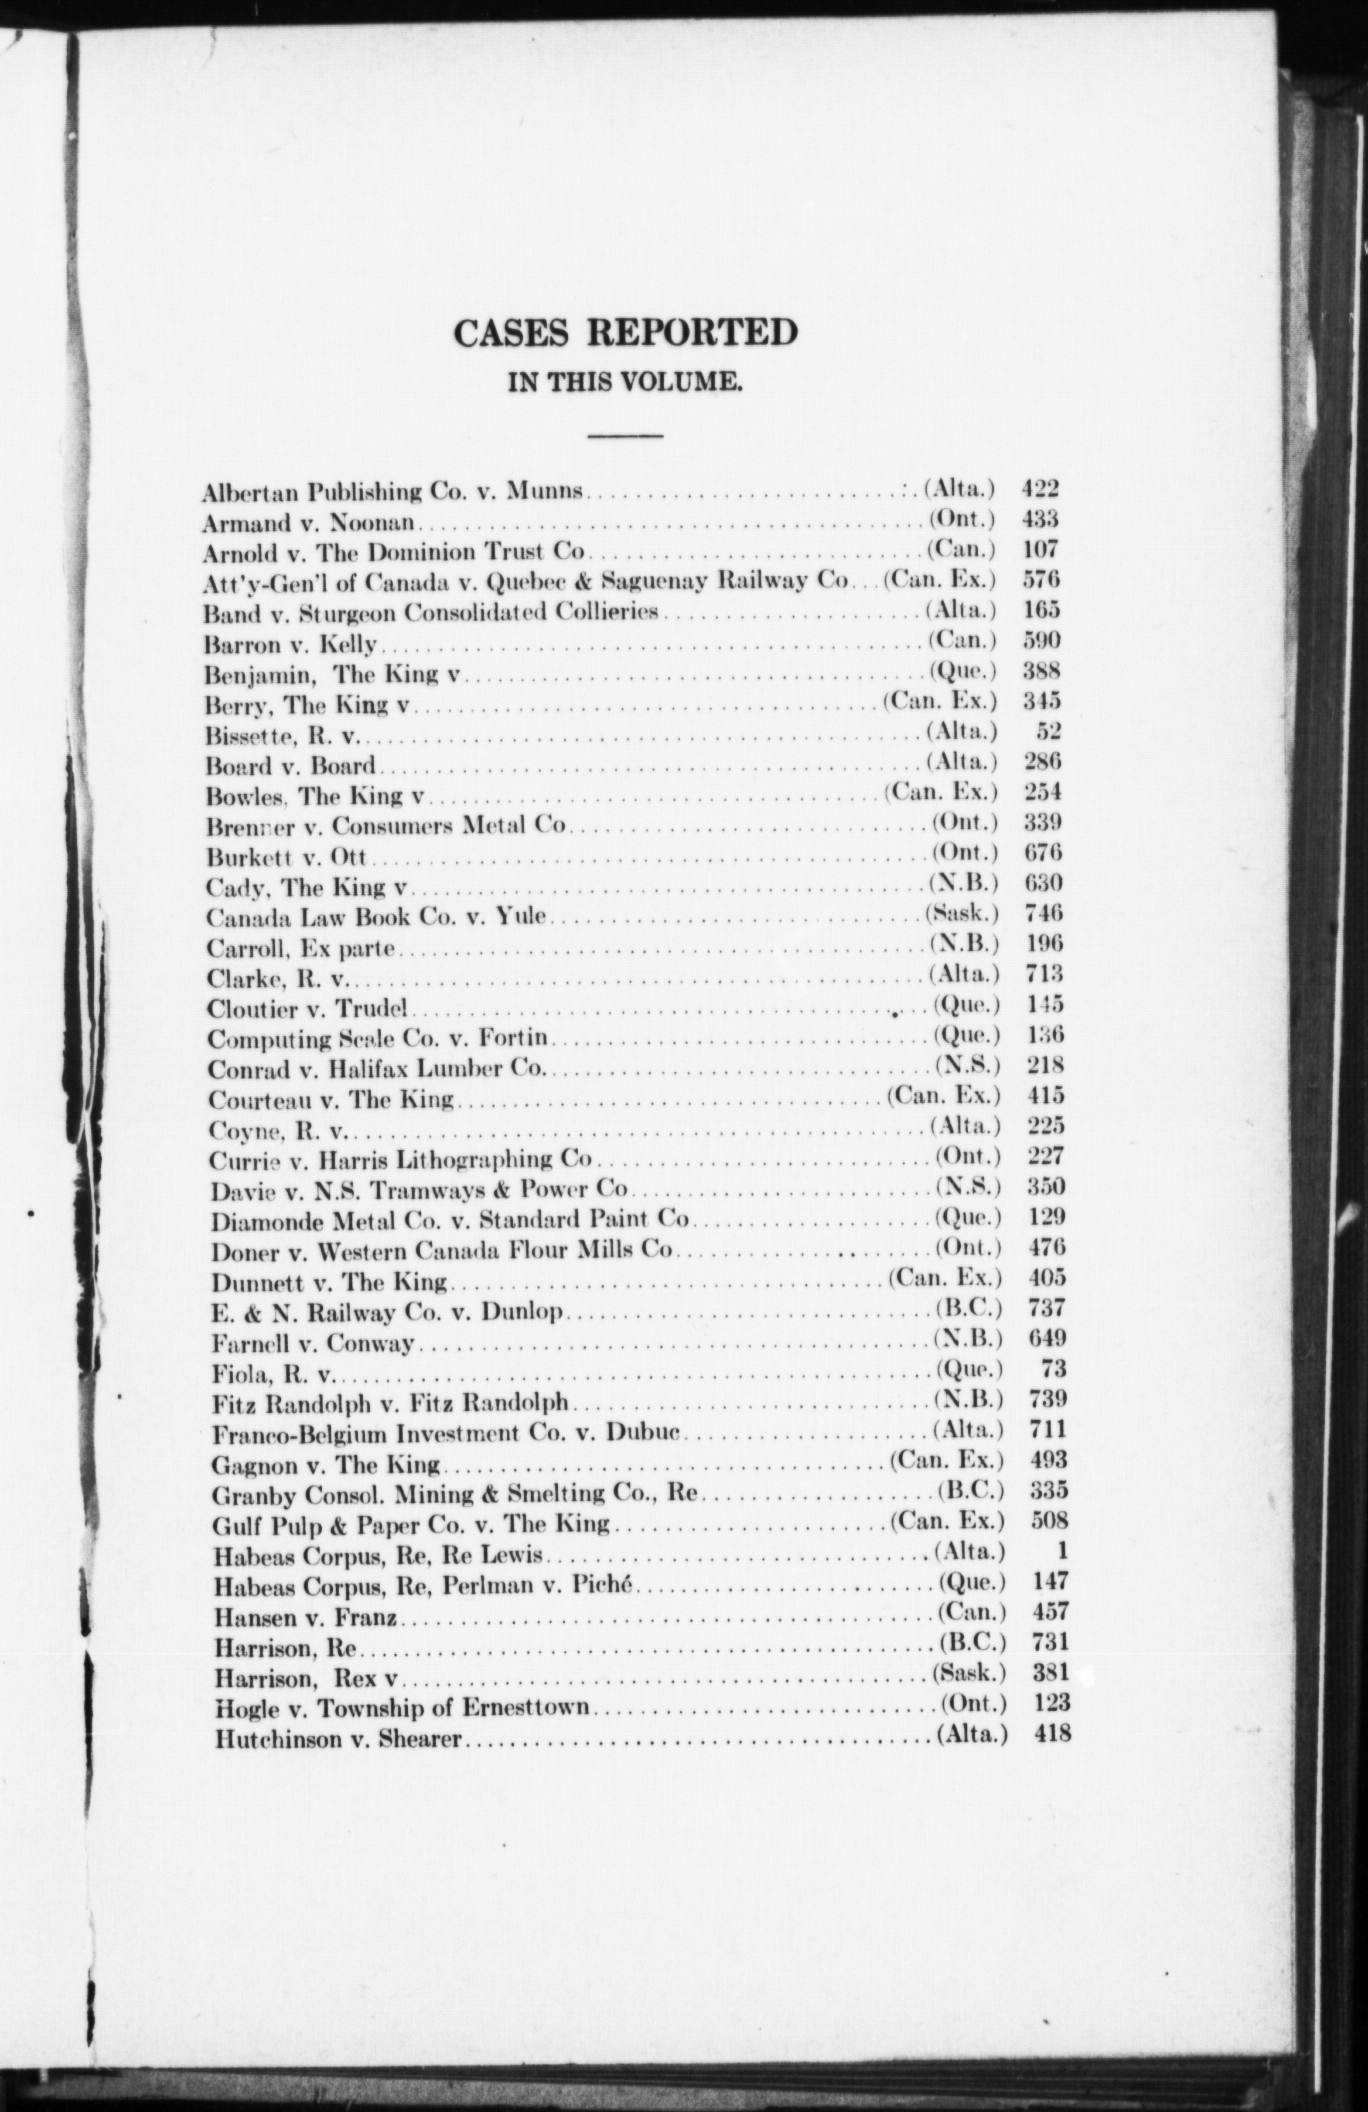 CASES REPORTED
IN THIS VOLUME.
Albertan Publishing Co. v. Munns (Alta.) 422
Armand v. Noonan (Ont.) 433
Arnold v. The Dominion Trust Co (Can.) 107
Att'y-Gen'l of Canada v. Quebec & Saguenay Railway Co (Can. Ex.) 576
Band v. Sturgeon Consolidated Collieries (Alta.) 165
Barron v. Kelly (Can.) 590
Benjamin, The King v (Que.) 388
Berry, The King v (Can. Ex.) 345
Bissette, R. v. (Alta.) 52
Board v. Board (Alta.) 286
Bowles, The King v (Can. Ex.) 254
Brenner v. Consumers Metal Co (Ont.) 339
Burkett v. Ott (Ont.) 676
Cady, The King v (N.B.) 630
Canada Law Book Co. v. Yule (Sask.) 746
Carroll, Ex parte (N.B.) 196
Clarke, R. v. (Alta.) 713
Cloutier v. Trudel (Que.) 145
Computing Scale Co. v. Fortin (Que.) 136
Conrad v. Halifax Lumber Co. (N.S.) 218
Courteau v. The King (Can. Ex.) 415
Coyne, R. v. (Alta.) 225
Currie v. Harris Lithographing Co (Ont.) 227
Davie v. N.S. Tramways & Power Co (N.S.) 350
Diamonde Metal Co. v. Standard Paint Co (Que.) 129
Doner v. Western Canada Flour Mills Co (Ont.) 476
Dunnett v. The King (Can. Ex.) 405
E. & N. Railway Co. v. Dunlop (B.C.) 737
Farnell v. Conway (N.B.) 649
Fiola, R. v. (Que.) 73
Fitz Randolph v. Fitz Randolph (N.B.) 739
Franco-Belgium Investment Co. v. Dubuc (Alta.) 711
Gagnon v. The King (Can. Ex.) 493
Granby Consol. Mining & Smelting Co., Re (B.C.) 335
Gulf Pulp & Paper Co. v. The King (Can. Ex.) 508
Habeas Corpus, Re, Re Lewis (Alta.) 1
Habeas Corpus, Re, Perlman v. Piché (Que.) 147
Hansen v. Franz (Can.) 457
Harrison, Re (B.C.) 731
Harrison, Rex v (Sask.) 381
Hogle v. Township of Ernesttown (Ont.) 123
Hutchinson v. Shearer (Alta.) 418